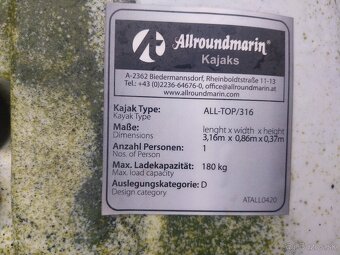 Allroundmarin®
Kajaks
A-2362 Biedermannsdorf, Rheinboldtstraße 11-13
Tel.: +43 (0)2236-64676-0, office@allroundmarin.com
www.allroundmarin.com
Kajak Type: ALL-TOP/316
Kayak Type
Maße: lenght x width x height
Dimensions 3,16m x 0,86m x 0,37m
Anzahl Personen: 1
Nos. of Person
Max. Ladekapazität: 180 kg
Max. load capacity
Auslegungskategorie: D
Design category
ATALL0420